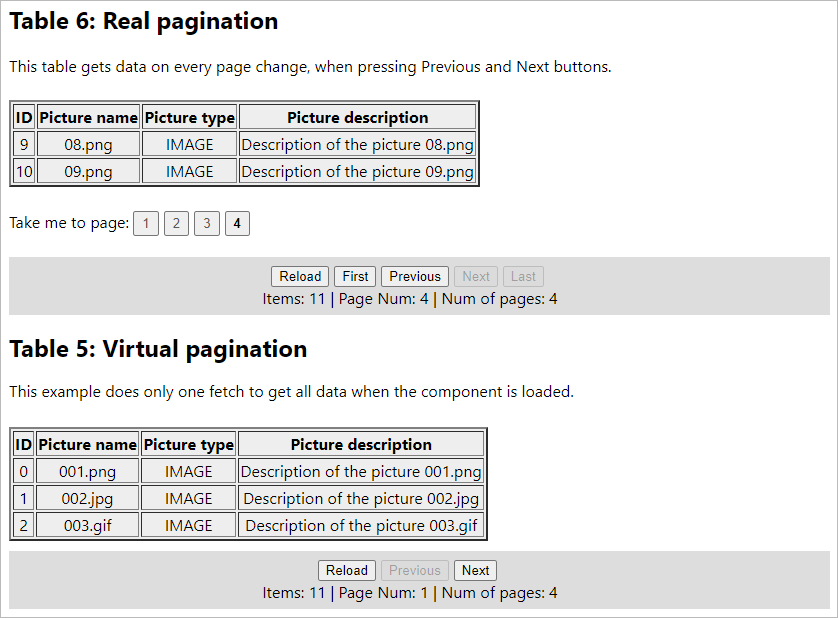 Table 6: Real pagination
This table gets data on every page change, when pressing Previous and Next buttons.
ID Picture name Picture type Picture description
9 08.png IMAGE Description of the picture 08.png
10 09.png IMAGE Description of the picture 09.png
Take me to page: 1 2 3 4
Reload First Previous Next Last
Items: 11 | Page Num: 4 | Num of pages: 4
Table 5: Virtual pagination
This example does only one fetch to get all data when the component is loaded.
ID Picture name Picture type Picture description
0 001.png IMAGE Description of the picture 001.png
1 002.jpg IMAGE Description of the picture 002.jpg
2 003.gif IMAGE Description of the picture 003.gif
Reload Previous Next
Items: 11 | Page Num: 1 | Num of pages: 4